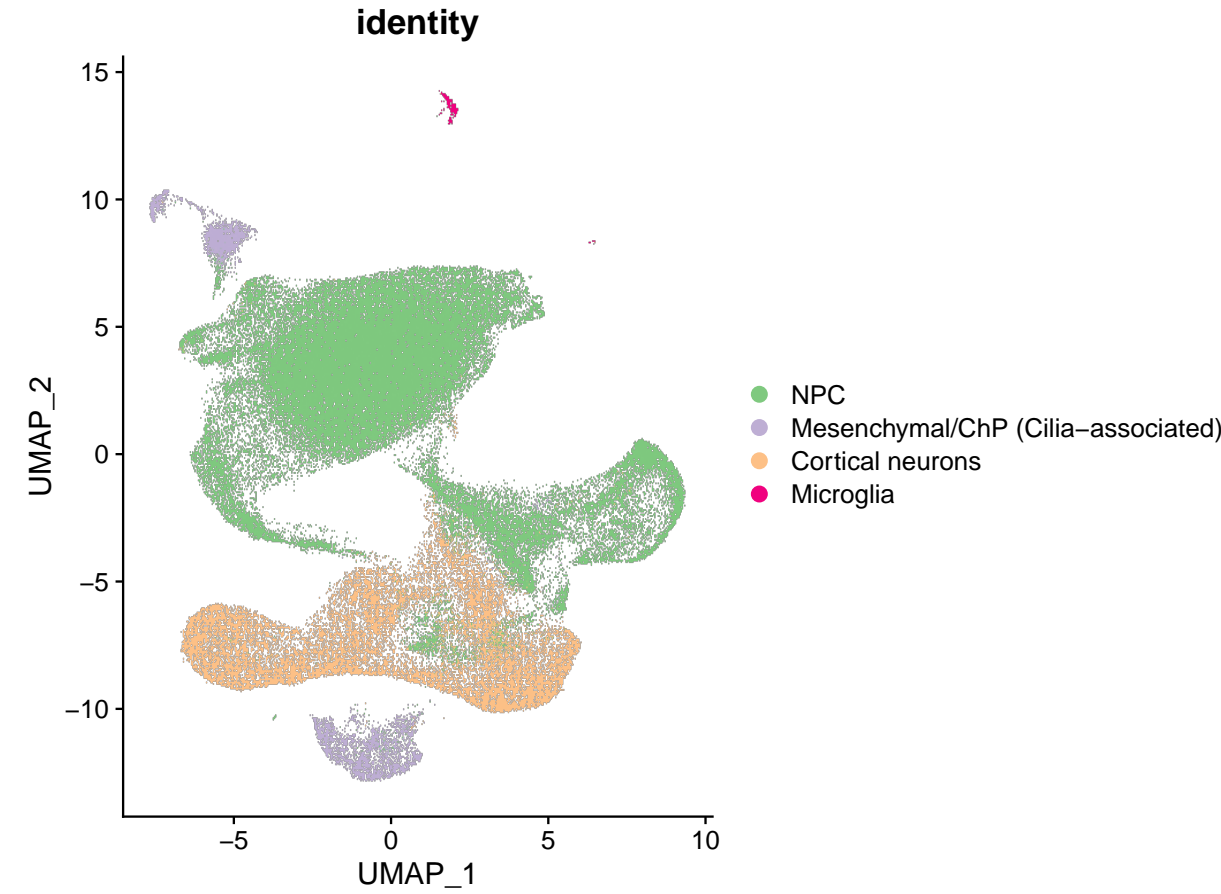 identity
15
10
5
0
−5
−10
UMAP_2
−5
0
5
10
UMAP_1
NPC
Mesenchymal/ChP (Cilia−associated)
Cortical neurons
Microglia